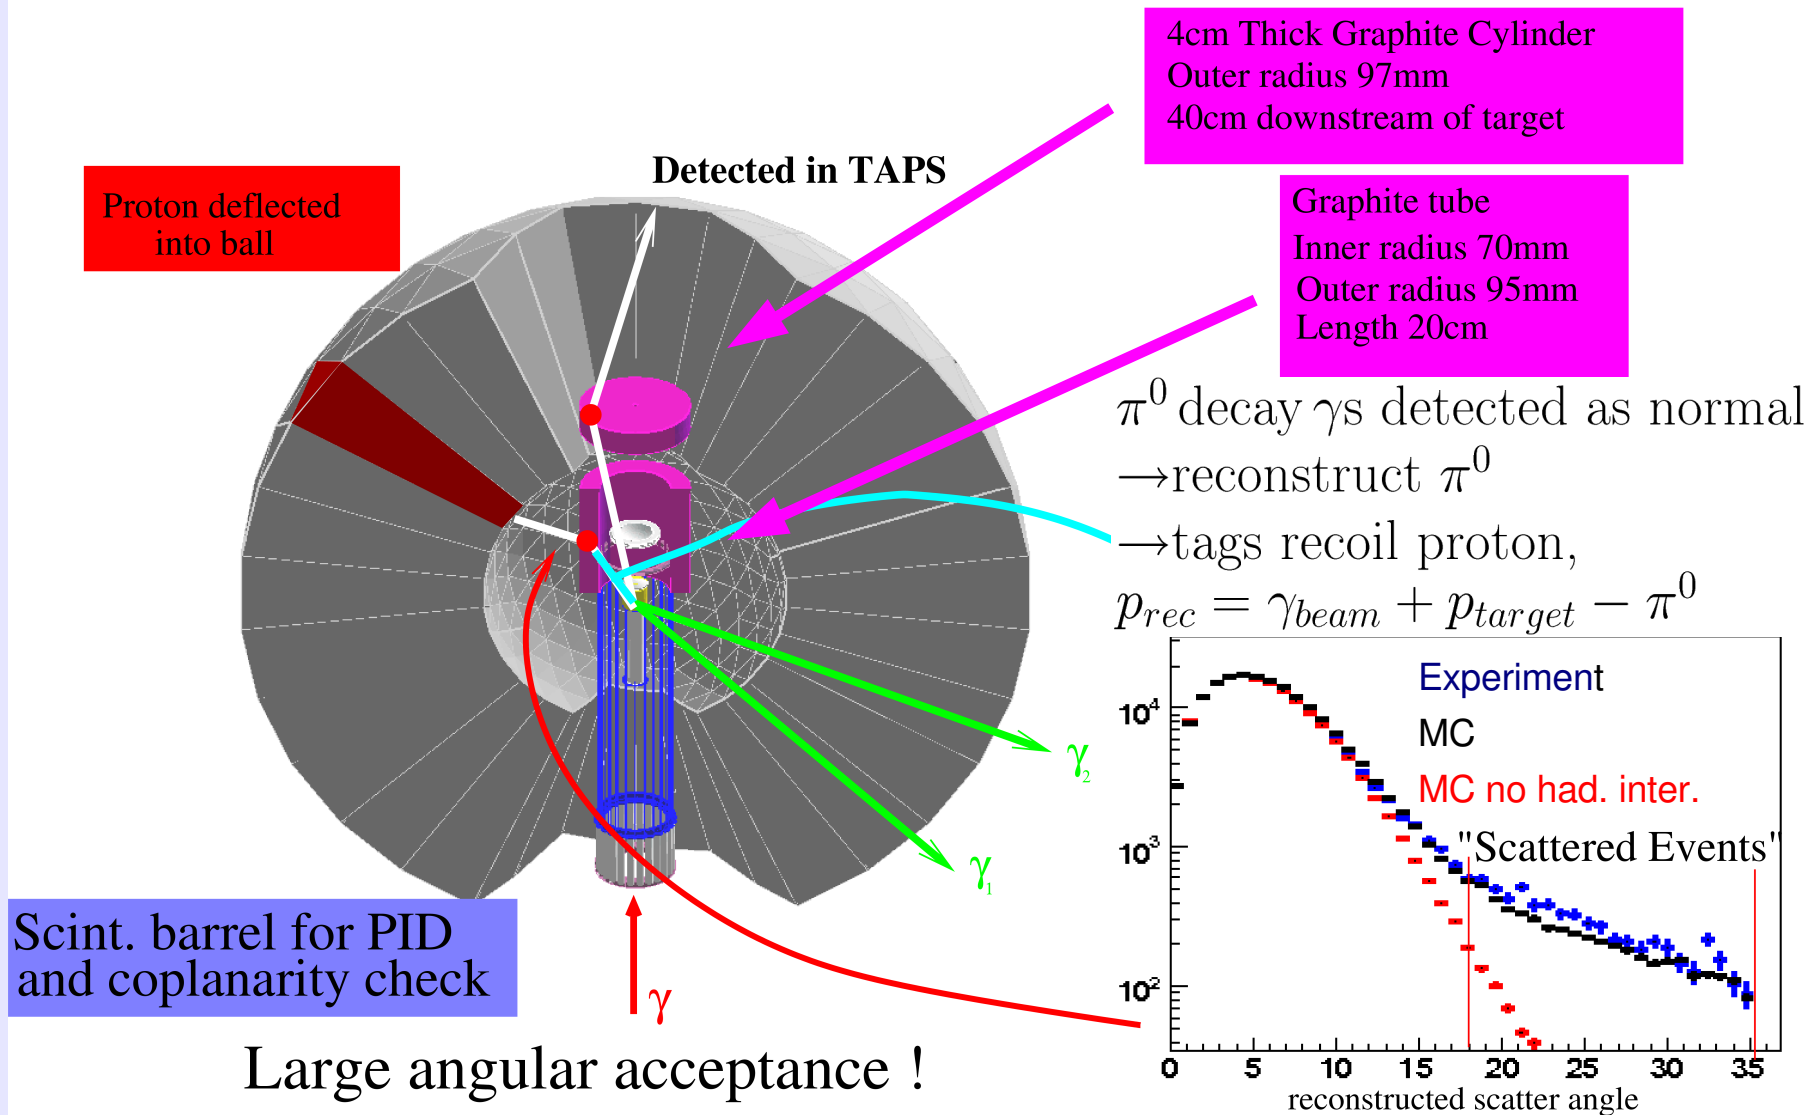 4cm Thick Graphite Cylinder
Outer radius 97mm
40cm downstream of target
Detected in TAPS
Proton deflected
into ball
Graphite tube
Inner radius 70mm
Outer radius 95mm
Length 20cm
π⁰ decay γs detected as normal
→reconstruct π⁰
→tags recoil proton,
p_rec = γ_beam + p_target − π⁰
Experiment
MC
MC no had. inter.
"Scattered Events"
10⁴
10³
10²
0 5 10 15 20 25 30 35
reconstructed scatter angle
γ₂
γ₁
γ
Scint. barrel for PID
and coplanarity check
Large angular acceptance !